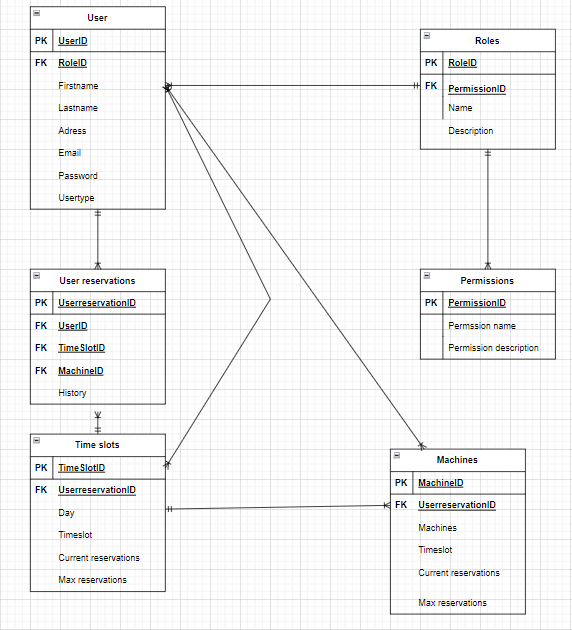 User
PK UserID
FK RoleID
Firstname
Lastname
Adress
Email
Password
Usertype
Roles
PK RoleID
FK PermissionID
Name
Description
User reservations
PK UserreservationID
FK UserID
FK TimeSlotID
FK MachineID
History
Permissions
PK PermissionID
Permssion name
Permission description
Time slots
PK TimeSlotID
FK UserreservationID
Day
Timeslot
Current reservations
Max reservations
Machines
PK MachineID
FK UserreservationID
Machines
Timeslot
Current reservations
Max reservations